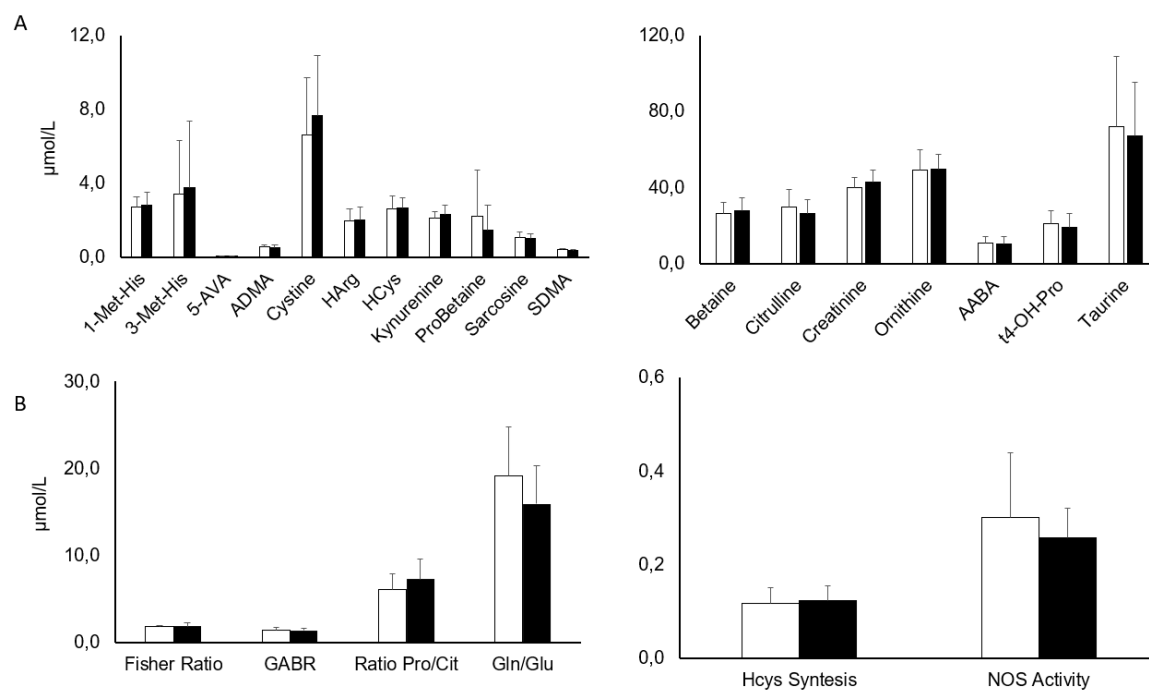 A
12,0
8,0
4,0
0,0
µmol/L
1-Met-His
3-Met-His
5-AVA
ADMA
Cystine
HArg
HCys
Kynurenine
ProBetaine
Sarcosine
SDMA
120,0
80,0
40,0
0,0
Betaine
Citrulline
Creatinine
Ornithine
AABA
t4-OH-Pro
Taurine
B
30,0
20,0
10,0
0,0
µmol/L
Fisher Ratio GABR Ratio Pro/Cit Gln/Glu
0,6
0,4
0,2
0,0
Hcys Syntesis NOS Activity